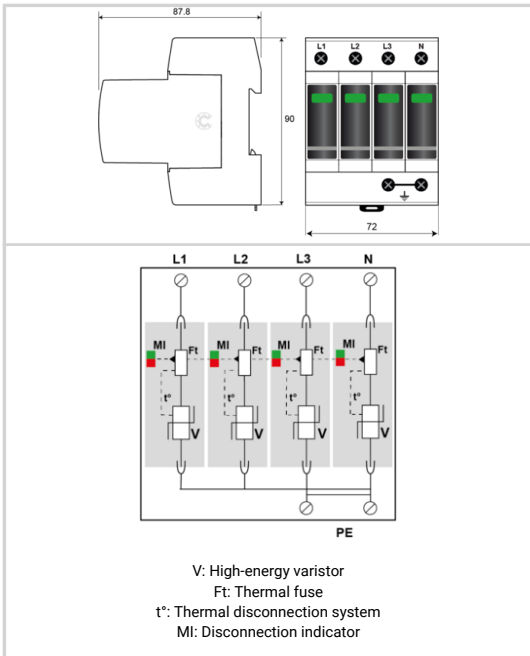 87.8
L1 L2 L3 N
90
72
L1 L2 L3 N
MI Ft MI Ft MI Ft MI Ft
t° t° t° t°
V V V V
PE
V: High-energy varistor
Ft: Thermal fuse
t°: Thermal disconnection system
MI: Disconnection indicator